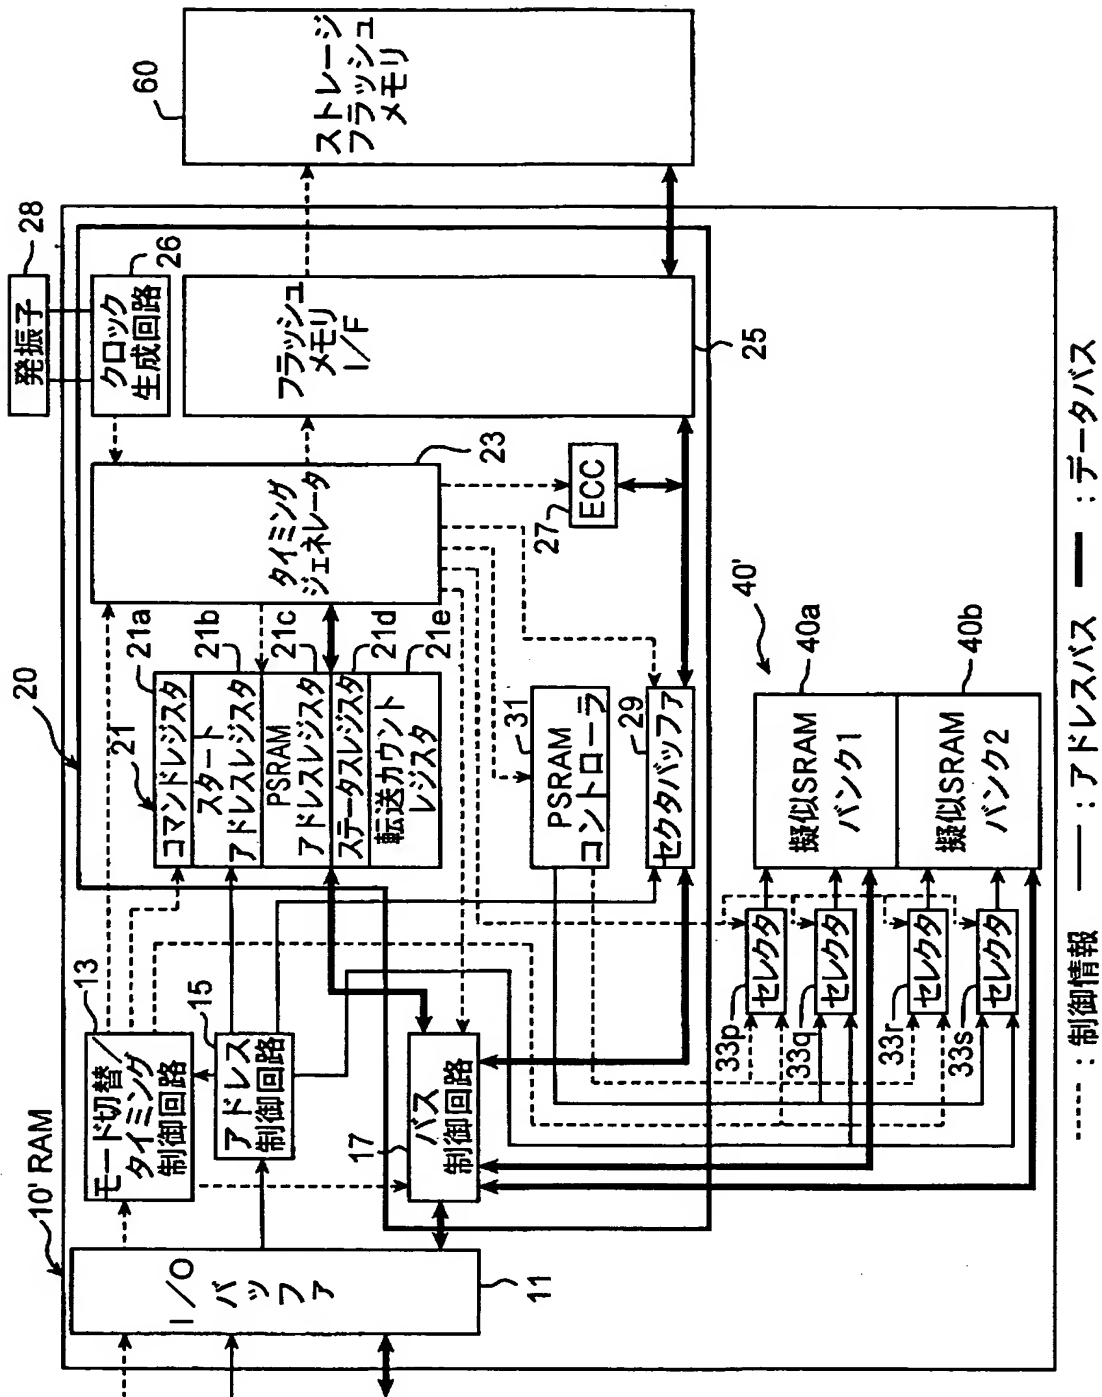 10' RAM
I/O
バッファ
11
モード切替/
タイミング
制御回路
13
アドレス
制御回路
15
バス
制御回路
17
20
21
コマンドレジスタ
21a
スタート
アドレスレジスタ
21b
PSRAM
アドレスレジスタ
21c
ステータスレジスタ
21d
転送カウント
レジスタ
21e
タイミング
ジェネレータ
23
発振子
28
クロック
生成回路
26
フラッシュ
メモリ
I/F
25
ストレージ
フラッシュ
メモリ
60
ECC
27
PSRAM
コントローラ
31
セクタバッファ
29
セレクタ
33p
セレクタ
33q
セレクタ
33r
セレクタ
33s
40'
擬似SRAM
バンク1
40a
擬似SRAM
バンク2
40b
----:制御情報 ――:アドレスバス ━━:データバス